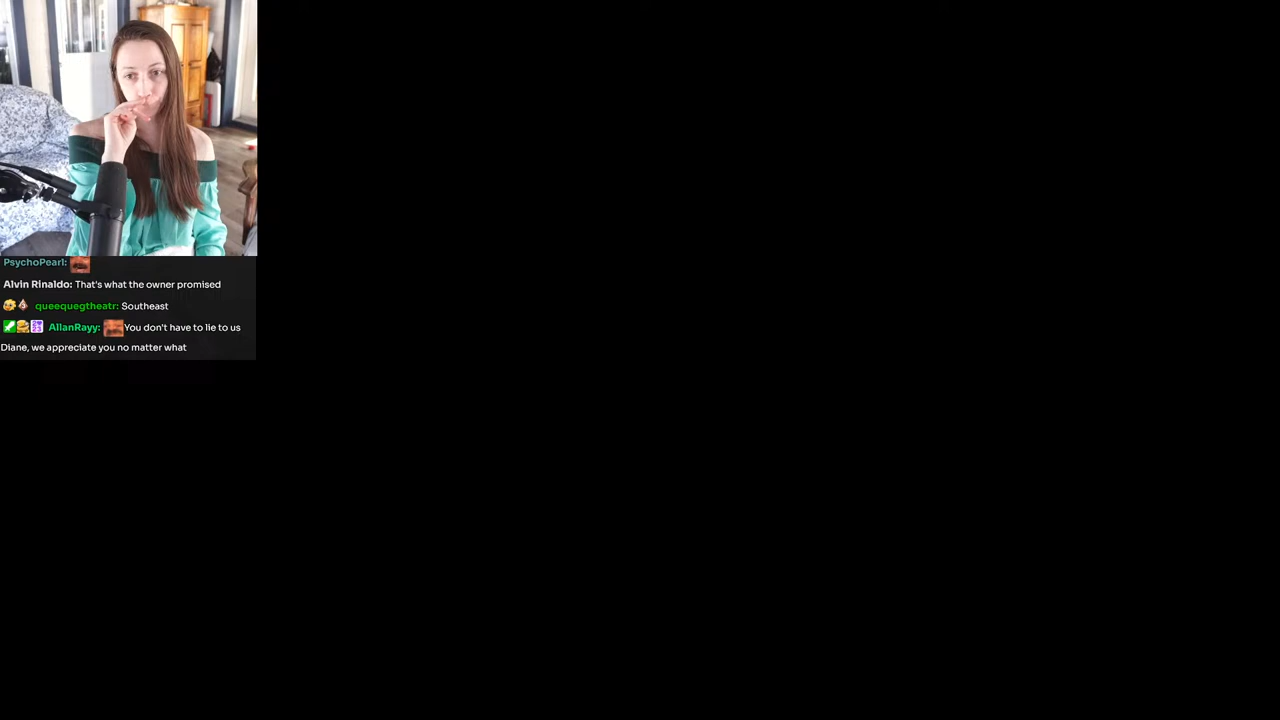 PsychoPearl:
Alvin Rinaldo: That's what the owner promised
queequegtheatr: Southeast
AllanRayy: You don't have to lie to us
Diane, we appreciate you no matter what